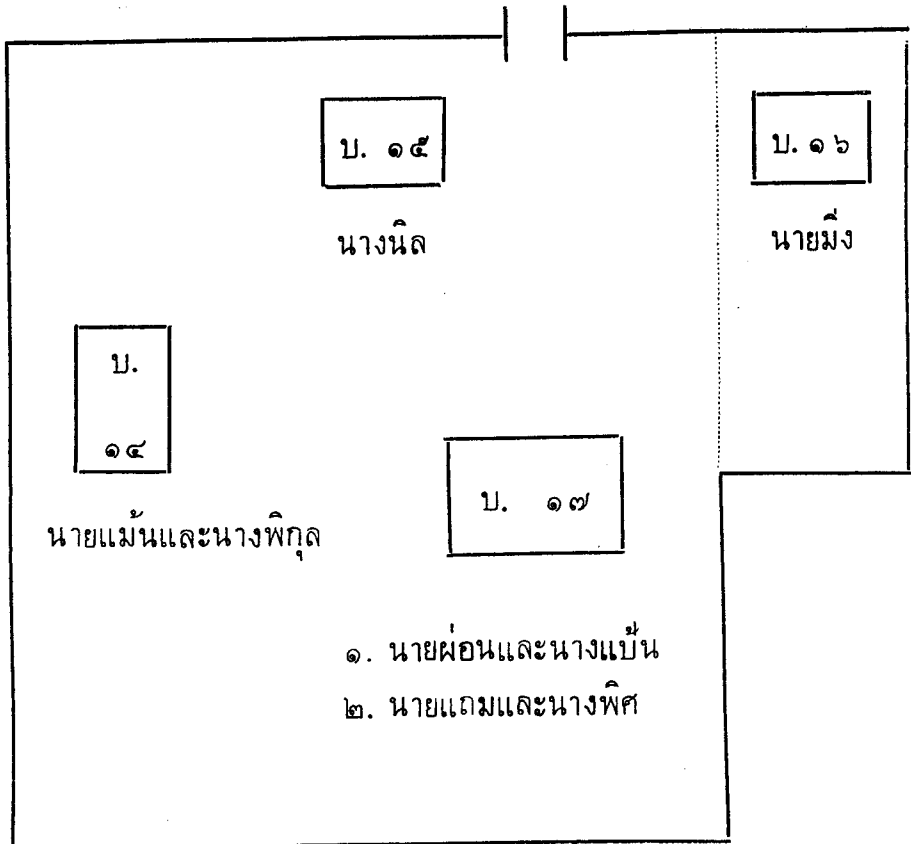 บ. ๑๕
นางนิล
บ. ๑๖
นายมิ่ง
บ.
๑๔
นายแม้นและนางพิกุล
บ. ๑๗
๑. นายผ่อนและนางแป้น
๒. นายแถมและนางพิศ